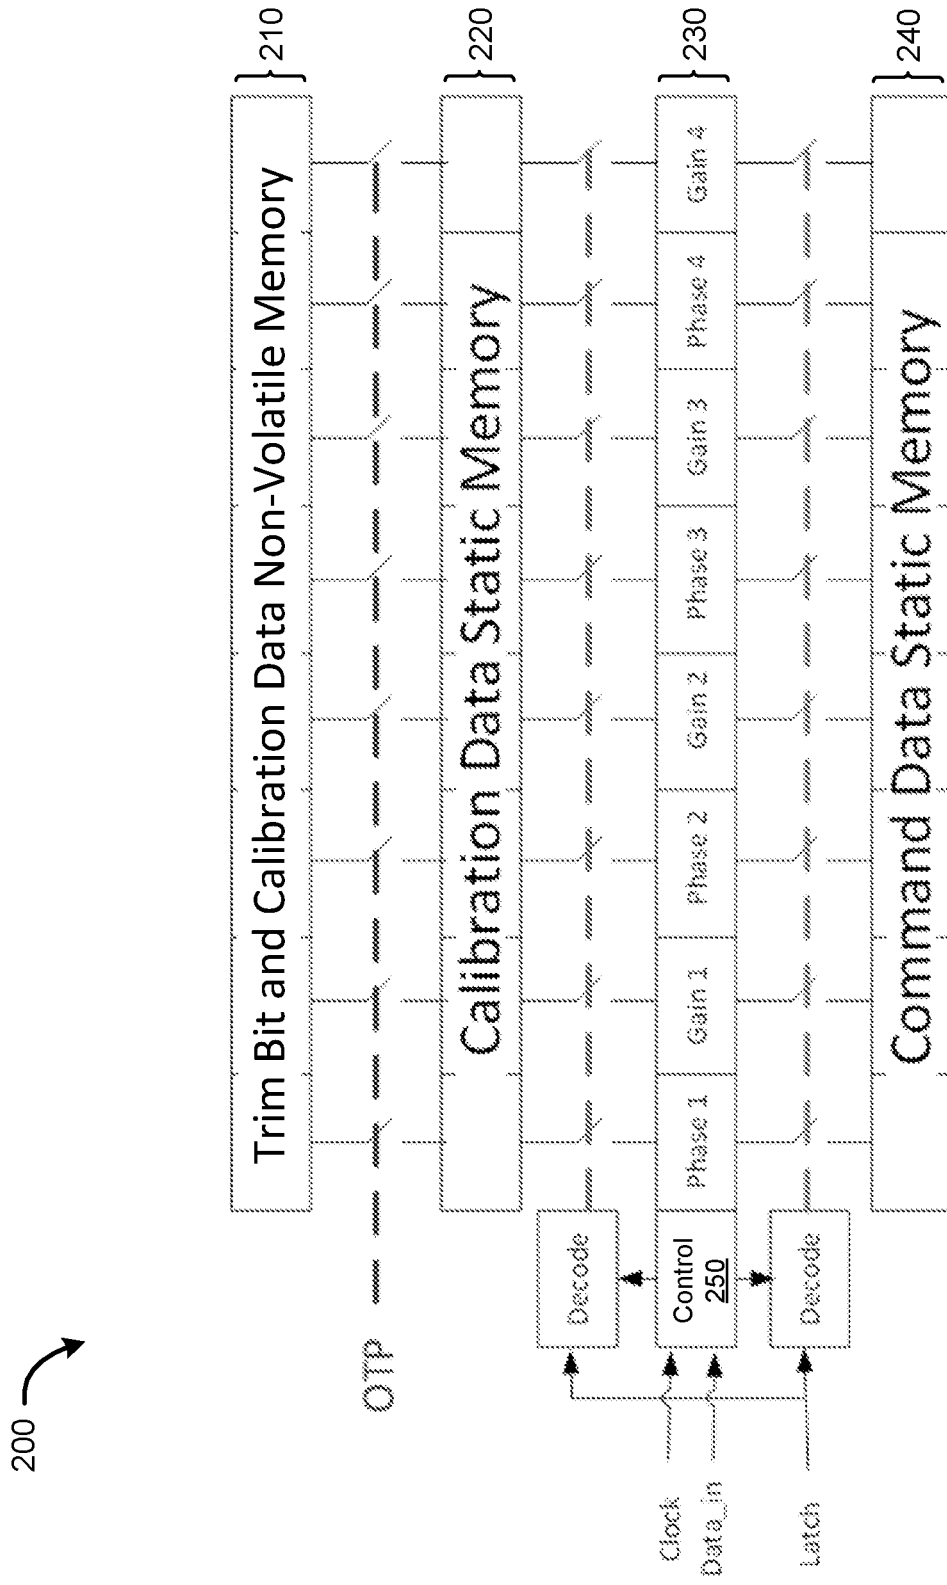 200
210
220
230
240
Trim Bit and Calibration Data Non-Volatile Memory
OTP
Calibration Data Static Memory
Decode
Clock
Data_in
Control
250
Phase 1
Gain 1
Phase 2
Gain 2
Phase 3
Gain 3
Phase 4
Gain 4
Latch
Decode
Command Data Static Memory